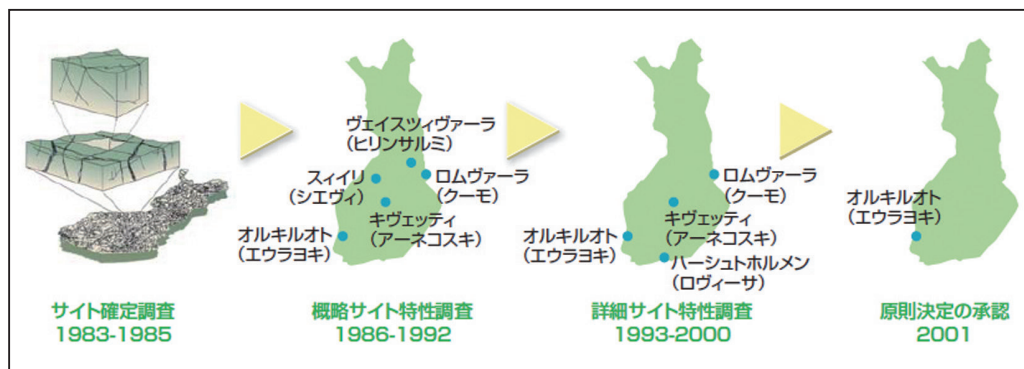 ヴェイスツィヴァーラ
(ヒリンサルミ)
スィイリ
(シエヴィ)
ロムヴァーラ
(クーモ)
キヴェッティ
(アーネコスキ)
オルキルオト
(エウラヨキ)
ロムヴァーラ
(クーモ)
キヴェッティ
(アーネコスキ)
オルキルオト
(エウラヨキ)
ハーシュトホルメン
(ロヴィーサ)
オルキルオト
(エウラヨキ)
サイト確定調査
1983-1985
概略サイト特性調査
1986-1992
詳細サイト特性調査
1993-2000
原則決定の承認
2001